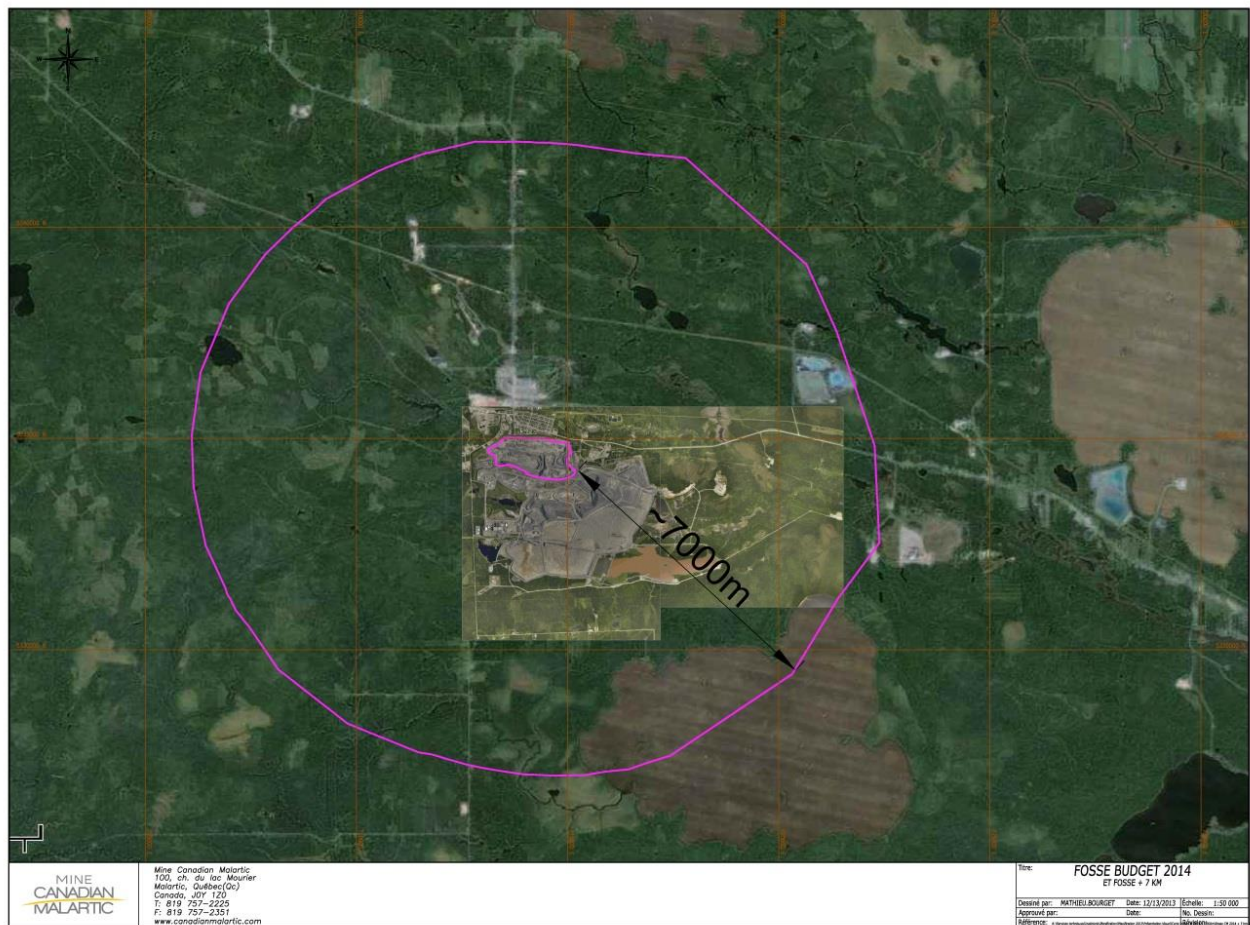 N
~7000m
MINE
CANADIAN
MALARTIC
Mine Canadian Malartic
100, ch. du lac Mourier
Malartic, Québec(Qc)
Canada, J0Y 1Z0
T: 819 757-2225
F: 819 757-2351
www.canadianmalartic.com
Titre: FOSSE BUDGET 2014
ET FOSSE + 7 KM
Dessiné par: MATHIEU.BOURGET Date: 12/13/2013 Échelle: 1:50 000
Approuvé par: Date: No. Dessin:
Référence: Révision: